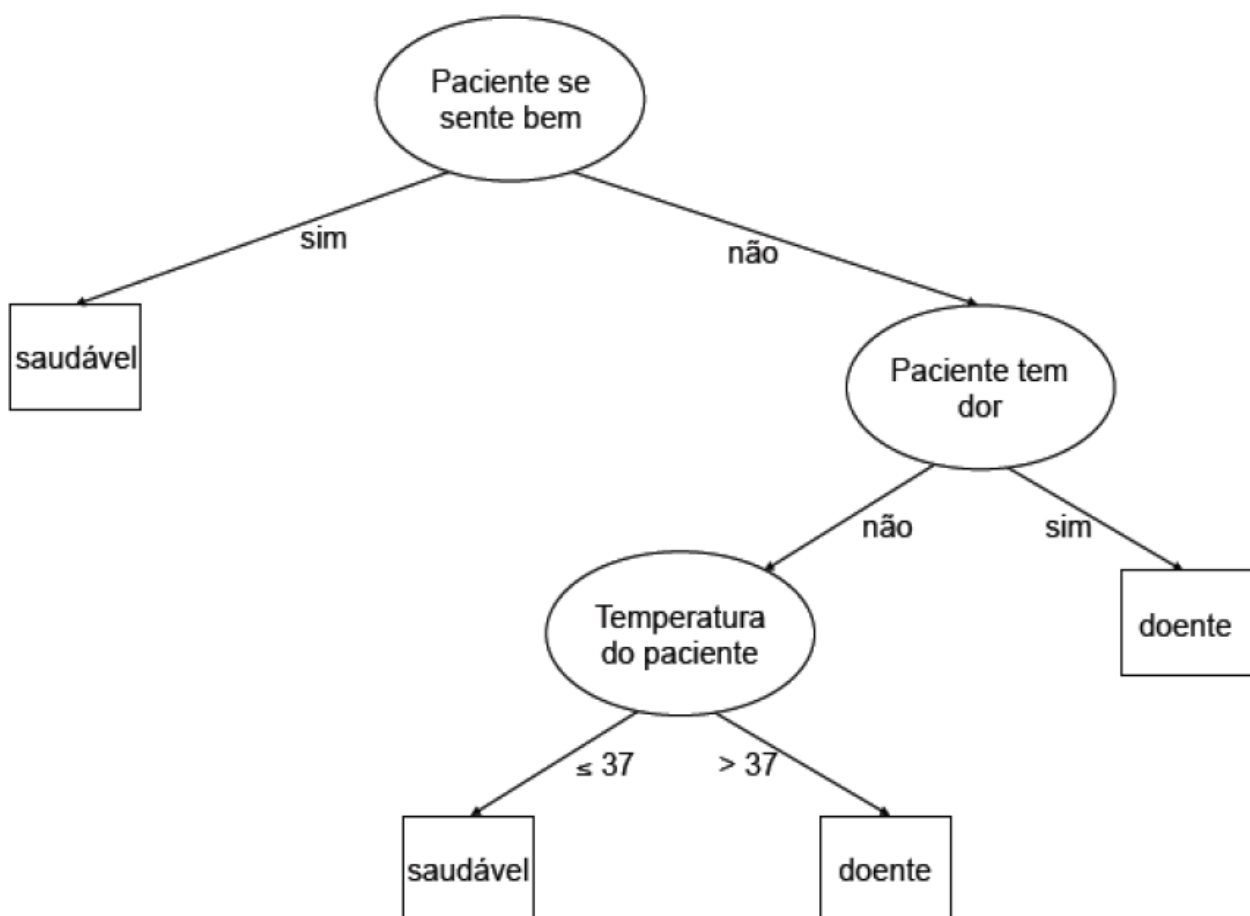 Paciente se
sente bem
sim
não
saudável
Paciente tem
dor
não
sim
Temperatura
do paciente
doente
≤ 37
> 37
saudável
doente